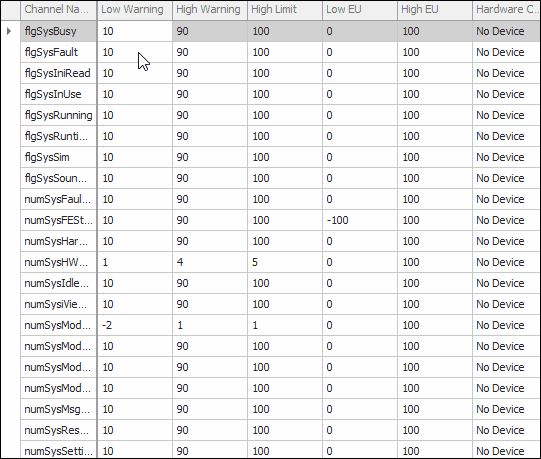 Channel Na... Low Warning High Warning High Limit Low EU High EU Hardware C...
flgSysBusy 10 90 100 0 100 No Device
flgSysFault 10 90 100 0 100 No Device
flgSysIniRead 10 90 100 0 100 No Device
flgSysInUse 10 90 100 0 100 No Device
flgSysRunning 10 90 100 0 100 No Device
flgSysRunti... 10 90 100 0 100 No Device
flgSysSim 10 90 100 0 100 No Device
flgSysSoun... 10 90 100 0 100 No Device
numSysFaul... 10 90 100 0 100 No Device
numSysFESt... 10 90 100 -100 100 No Device
numSysHar... 10 90 100 0 100 No Device
numSysHW... 1 4 5 0 100 No Device
numSysIdle... 10 90 100 0 100 No Device
numSysiVie... 10 90 100 0 100 No Device
numSysMod... -2 1 1 0 100 No Device
numSysMod... 10 90 100 0 100 No Device
numSysMod... 10 90 100 0 100 No Device
numSysMod... 10 90 100 0 100 No Device
numSysMsg... 10 90 100 0 100 No Device
numSysRes... 10 90 100 0 100 No Device
numSysSetti... 10 90 100 0 100 No Device